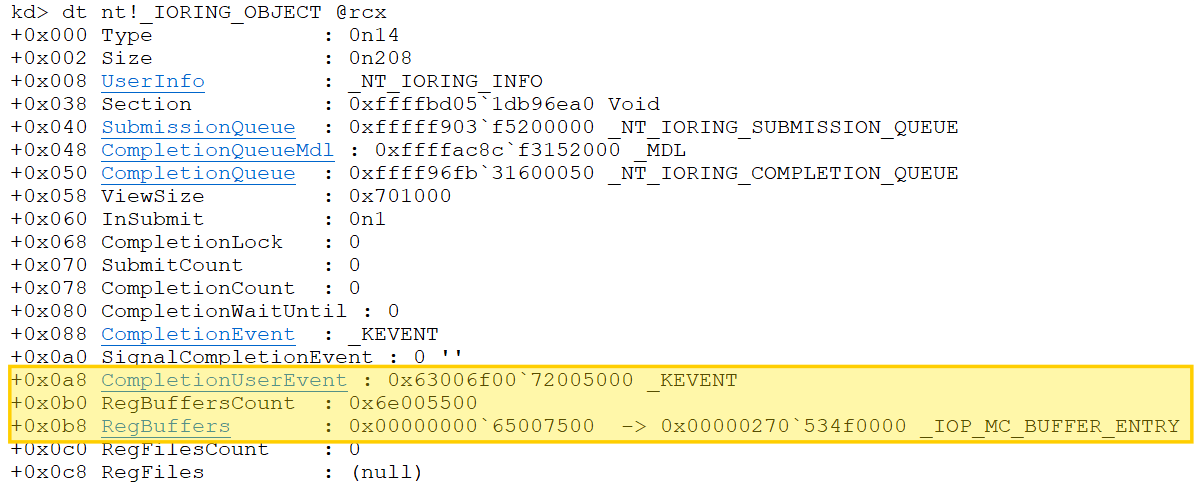 kd> dt nt!_IORING_OBJECT @rcx
+0x000 Type             : 0n14
+0x002 Size             : 0n208
+0x008 UserInfo         : _NT_IORING_INFO
+0x038 Section          : 0xffffbd05`1db96ea0 Void
+0x040 SubmissionQueue  : 0xfffff903`f5200000 _NT_IORING_SUBMISSION_QUEUE
+0x048 CompletionQueueMdl : 0xffffac8c`f3152000 _MDL
+0x050 CompletionQueue  : 0xffff96fb`31600050 _NT_IORING_COMPLETION_QUEUE
+0x058 ViewSize         : 0x701000
+0x060 InSubmit         : 0n1
+0x068 CompletionLock   : 0
+0x070 SubmitCount      : 0
+0x078 CompletionCount  : 0
+0x080 CompletionWaitUntil : 0
+0x088 CompletionEvent  : _KEVENT
+0x0a0 SignalCompletionEvent : 0 ''
+0x0a8 CompletionUserEvent : 0x63006f00`72005000 _KEVENT
+0x0b0 RegBuffersCount  : 0x6e005500
+0x0b8 RegBuffers       : 0x00000000`65007500  -> 0x00000270`534f0000 _IOP_MC_BUFFER_ENTRY
+0x0c0 RegFilesCount    : 0
+0x0c8 RegFiles         : (null)